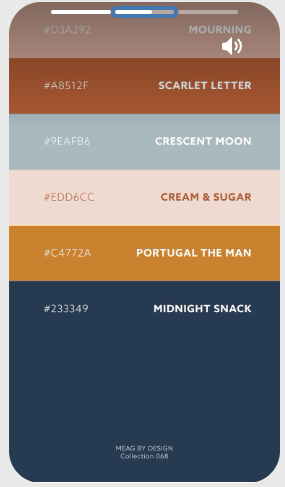 #D3A292 MOURNING
#A8512F SCARLET LETTER
#9EAFB6 CRESCENT MOON
#EDD6CC CREAM & SUGAR
#C4772A PORTUGAL THE MAN
#233349 MIDNIGHT SNACK
MEAG BY DESIGN
Collection 068